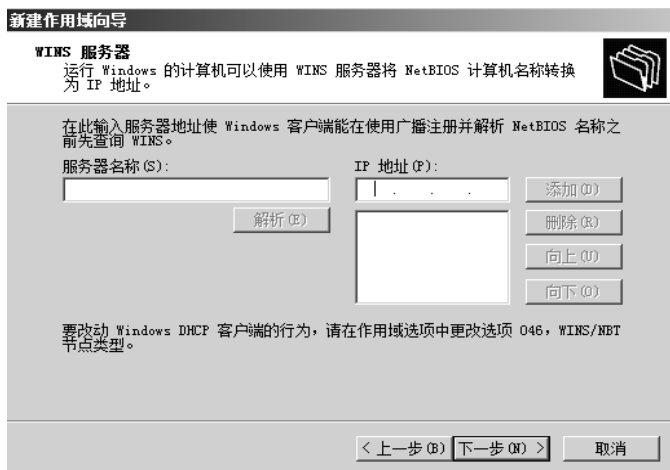 新建作用域向导
WINS 服务器
运行 Windows 的计算机可以使用 WINS 服务器将 NetBIOS 计算机名称转换
为 IP 地址。
在此输入服务器地址使 Windows 客户端能在使用广播注册并解析 NetBIOS 名称之
前先查询 WINS。
服务器名称(S): IP 地址(P):
. . . 添加(D)
解析(E) 删除(R)
向上(U)
向下(O)
要改动 Windows DHCP 客户端的行为，请在作用域选项中更改选项 046，WINS/NBT
节点类型。
< 上一步(B) 下一步(N) > 取消